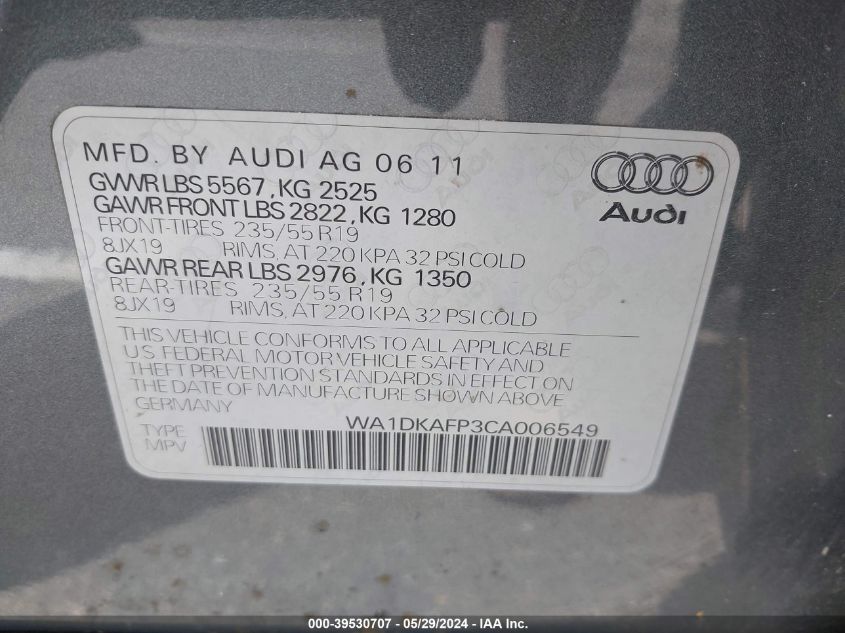 MFD. BY AUDI AG 06 11
GVWR LBS 5567, KG 2525
GAWR FRONT LBS 2822, KG 1280
FRONT-TIRES 235/55 R19
8JX19 RIMS, AT 220 KPA 32 PSI COLD
GAWR REAR LBS 2976, KG 1350
REAR-TIRES 235/55 R19
8JX19 RIMS, AT 220 KPA 32 PSI COLD
Audi
THIS VEHICLE CONFORMS TO ALL APPLICABLE
U.S. FEDERAL MOTOR VEHICLE SAFETY AND
THEFT PREVENTION STANDARDS IN EFFECT ON
THE DATE OF MANUFACTURE SHOWN ABOVE
GERMANY
WA1DKAFP3CA006549
TYPE
MPV
000-39530707 - 05/29/2024 - IAA Inc.